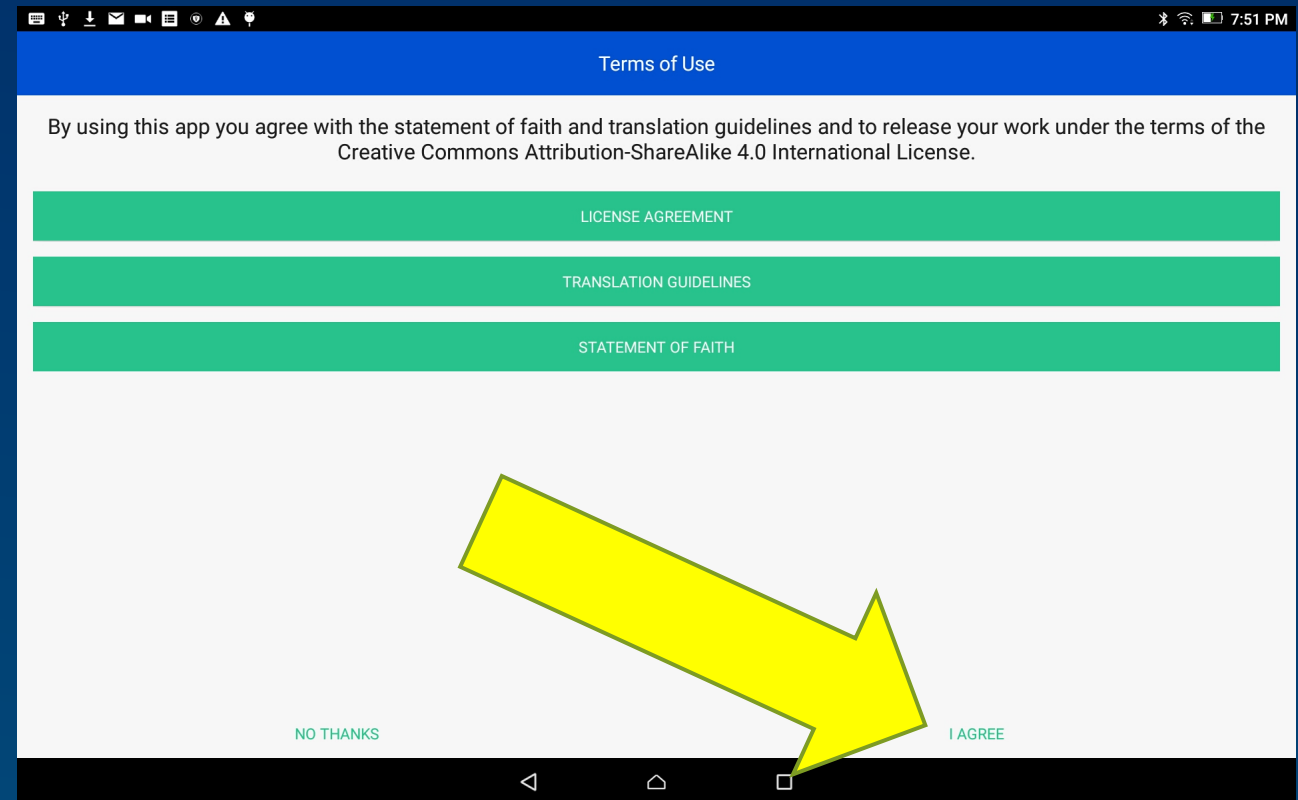 7:51 PM
Terms of Use
By using this app you agree with the statement of faith and translation guidelines and to release your work under the terms of the
Creative Commons Attribution-ShareAlike 4.0 International License.
LICENSE AGREEMENT
TRANSLATION GUIDELINES
STATEMENT OF FAITH
NO THANKS
I AGREE